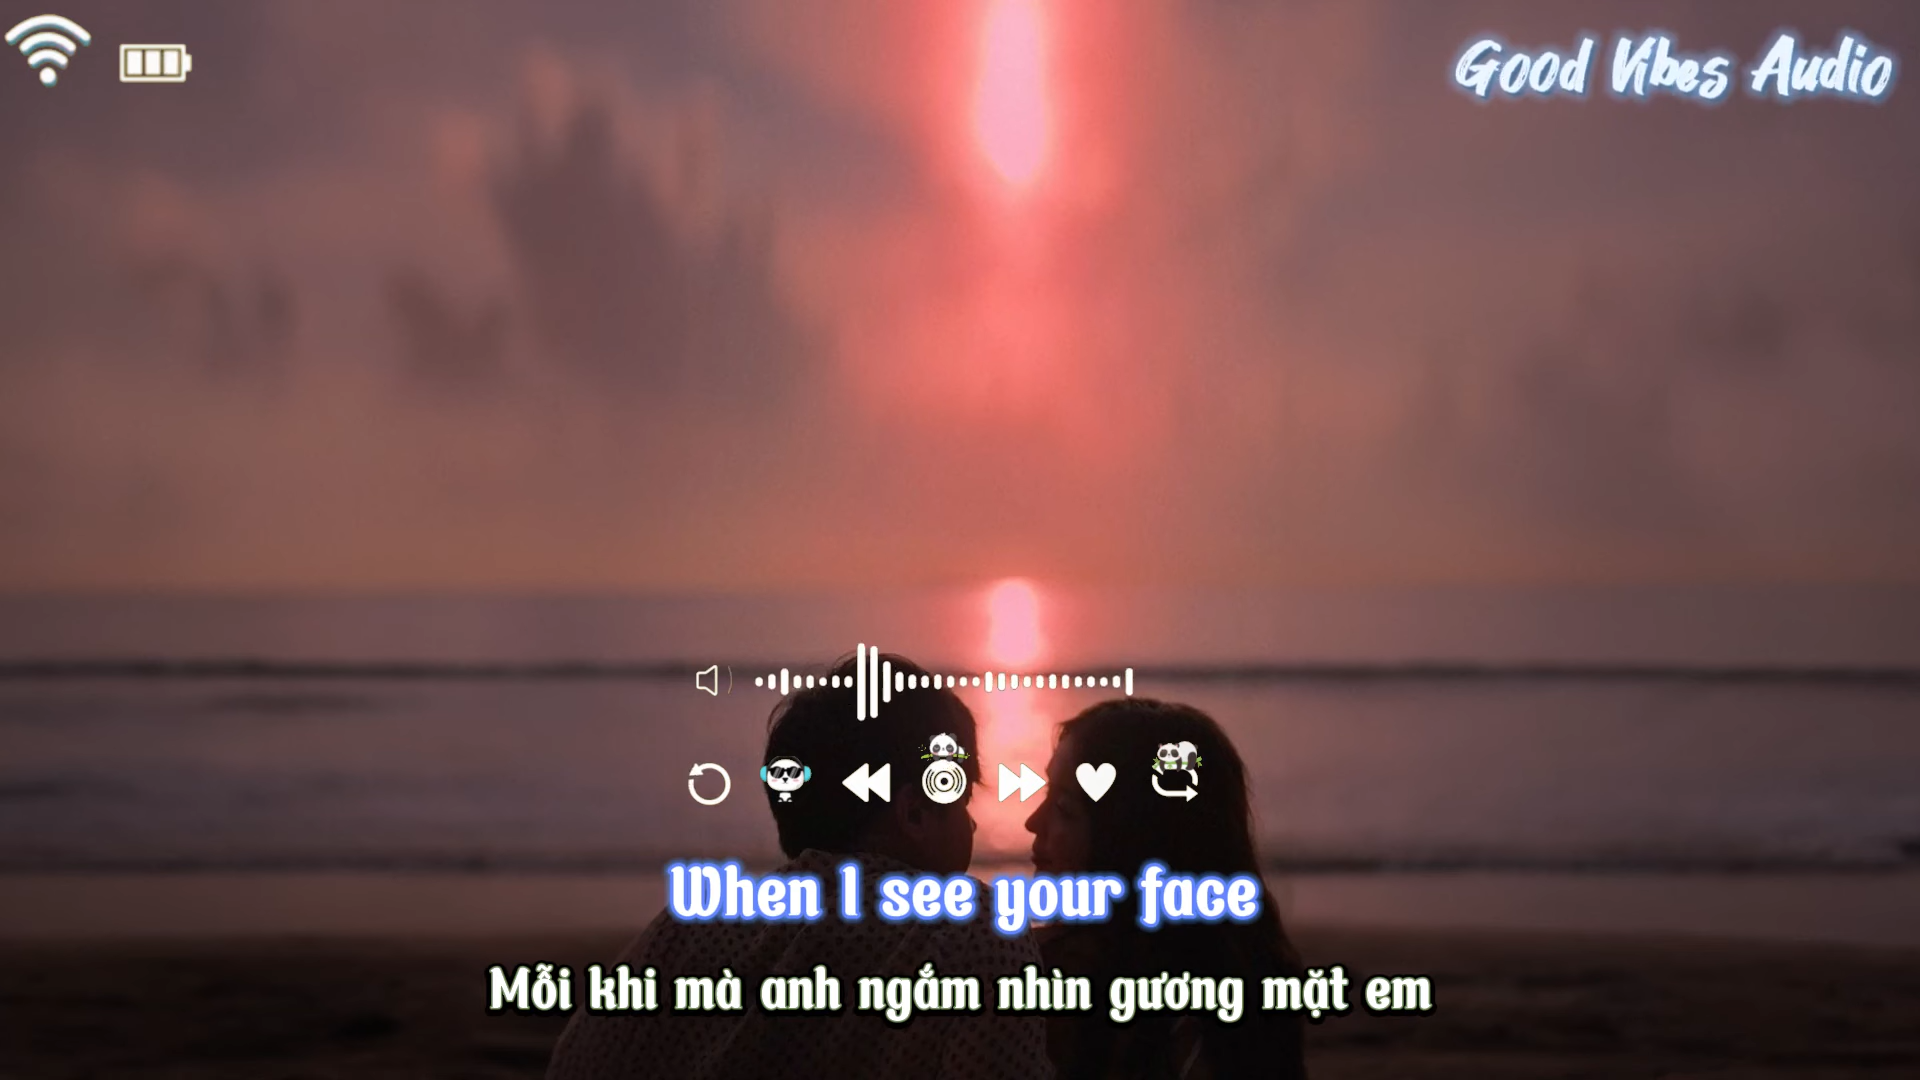 Good Vibes Audio
When I see your face
Mỗi khi mà anh ngắm nhìn gương mặt em